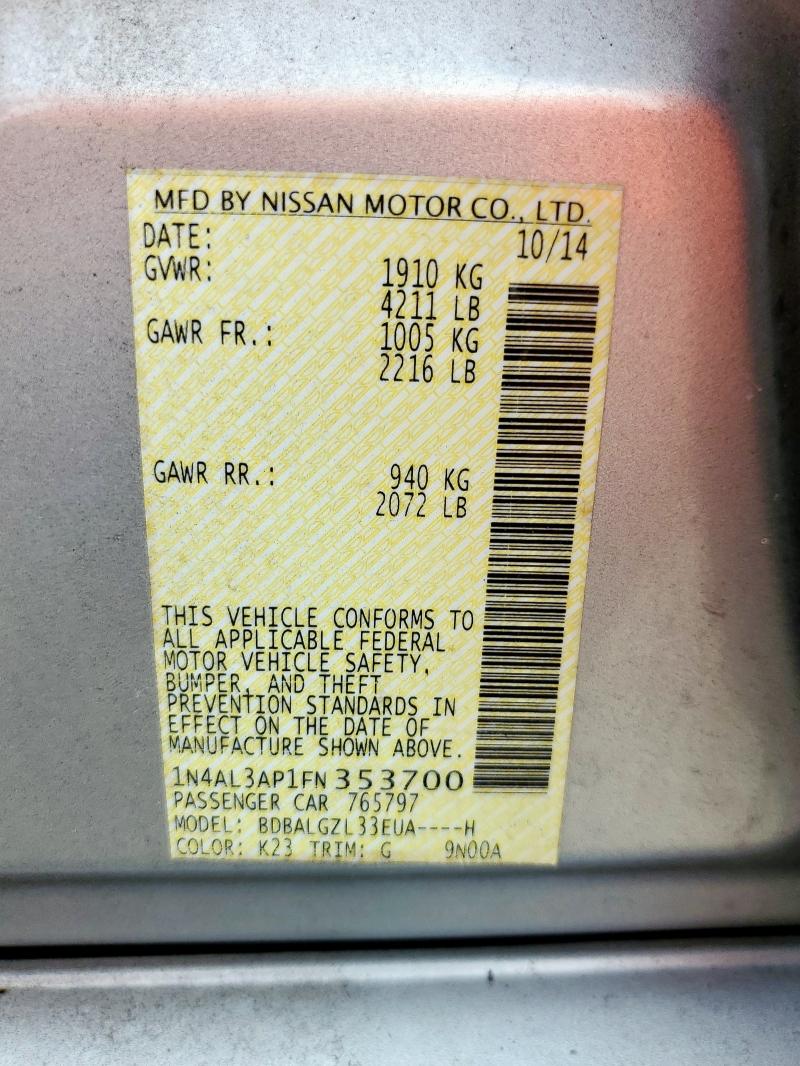 MFD BY NISSAN MOTOR CO., LTD.
DATE: 10/14
GVWR: 1910 KG
4211 LB
GAWR FR.: 1005 KG
2216 LB
GAWR RR.: 940 KG
2072 LB
THIS VEHICLE CONFORMS TO
ALL APPLICABLE FEDERAL
MOTOR VEHICLE SAFETY,
BUMPER, AND THEFT
PREVENTION STANDARDS IN
EFFECT ON THE DATE OF
MANUFACTURE SHOWN ABOVE.
1N4AL3AP1FN353700
PASSENGER CAR 765797
MODEL: BDBALGZL33EUA----H
COLOR: K23 TRIM: G 9N00A